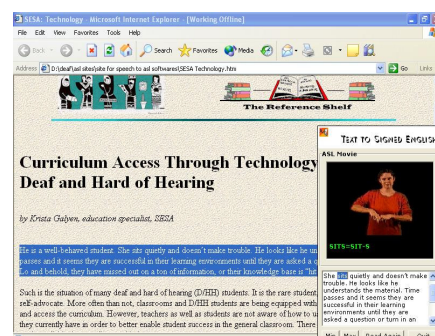 SESA: Technology - Microsoft Internet Explorer - [Working Offline]
File Edit View Favorites Tools Help
Back Search Favorites Media
Address D:\deaf\asl sites\site for speech to asl softwares\SESA Technology.htm Go Links
The Reference Shelf
TEXT TO SIGNED ENGLISH
ASL Movie
Curriculum Access Through Technology
Deaf and Hard of Hearing
by Krista Galyen, education specialist, SESA
SITS=SIT-S
He is a well-behaved student. She sits quietly and doesn't make trouble. He looks like he un
passes and it seems they are successful in their learning environments until they are asked a q
Lo and behold, they have missed out on a ton of information, or their knowledge base is "hit
Such is the situation of many deaf and hard of hearing (D/HH) students. It is the rare student
self-advocate. More often than not, classrooms and D/HH students are being equipped with
and access the curriculum. However, teachers as well as students are not aware of how to u
they currently have in order to better enable student success in the general classroom. There
She sits quietly and doesn't make
trouble. He looks like he
understands the material. Time
passes and it seems they are
successful in their learning
environments until they are
asked a question or turn in an
Min Max Read Again Quit